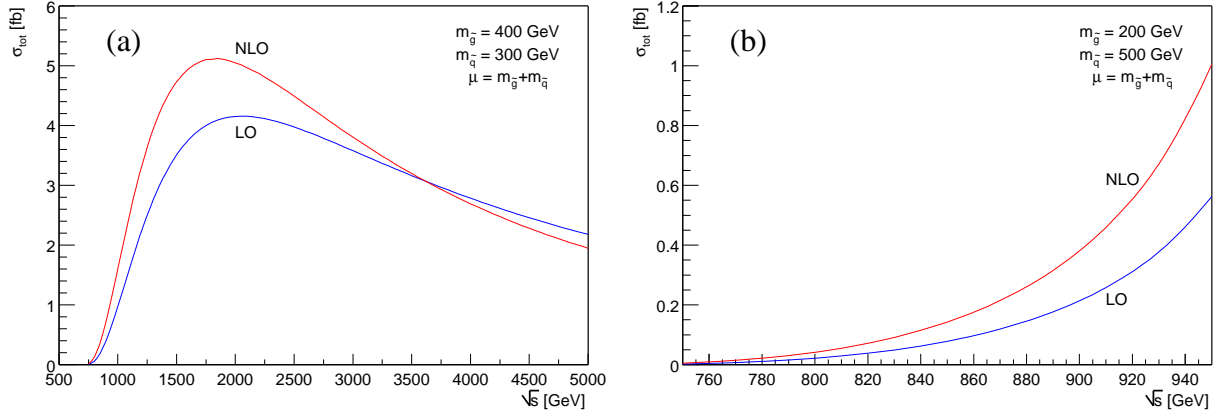 σtot [fb]
(a)
m_g̃ = 400 GeV
m_q̃ = 300 GeV
μ = m_g̃+m_q̃
NLO
LO
6
5
4
3
2
1
0
500 1000 1500 2000 2500 3000 3500 4000 4500 5000
√s [GeV]
σtot [fb]
(b)
m_g̃ = 200 GeV
m_q̃ = 500 GeV
μ = m_g̃+m_q̃
NLO
LO
1.2
1
0.8
0.6
0.4
0.2
0
760 780 800 820 840 860 880 900 920 940
√s [GeV]